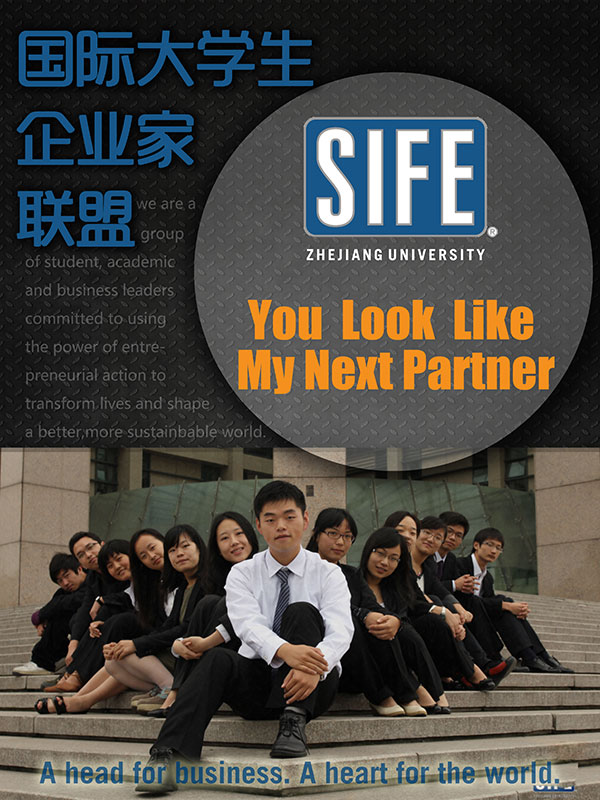 国际大学生
企业家
联盟
we are a
group
of student, academic
and business leaders
committed to using
the power of entre-
preneurial action to
transform lives and shape
a better,more sustainbable world.
SIFE®
ZHEJIANG UNIVERSITY
You Look Like
My Next Partner
A head for business. A heart for the world.
SIFE